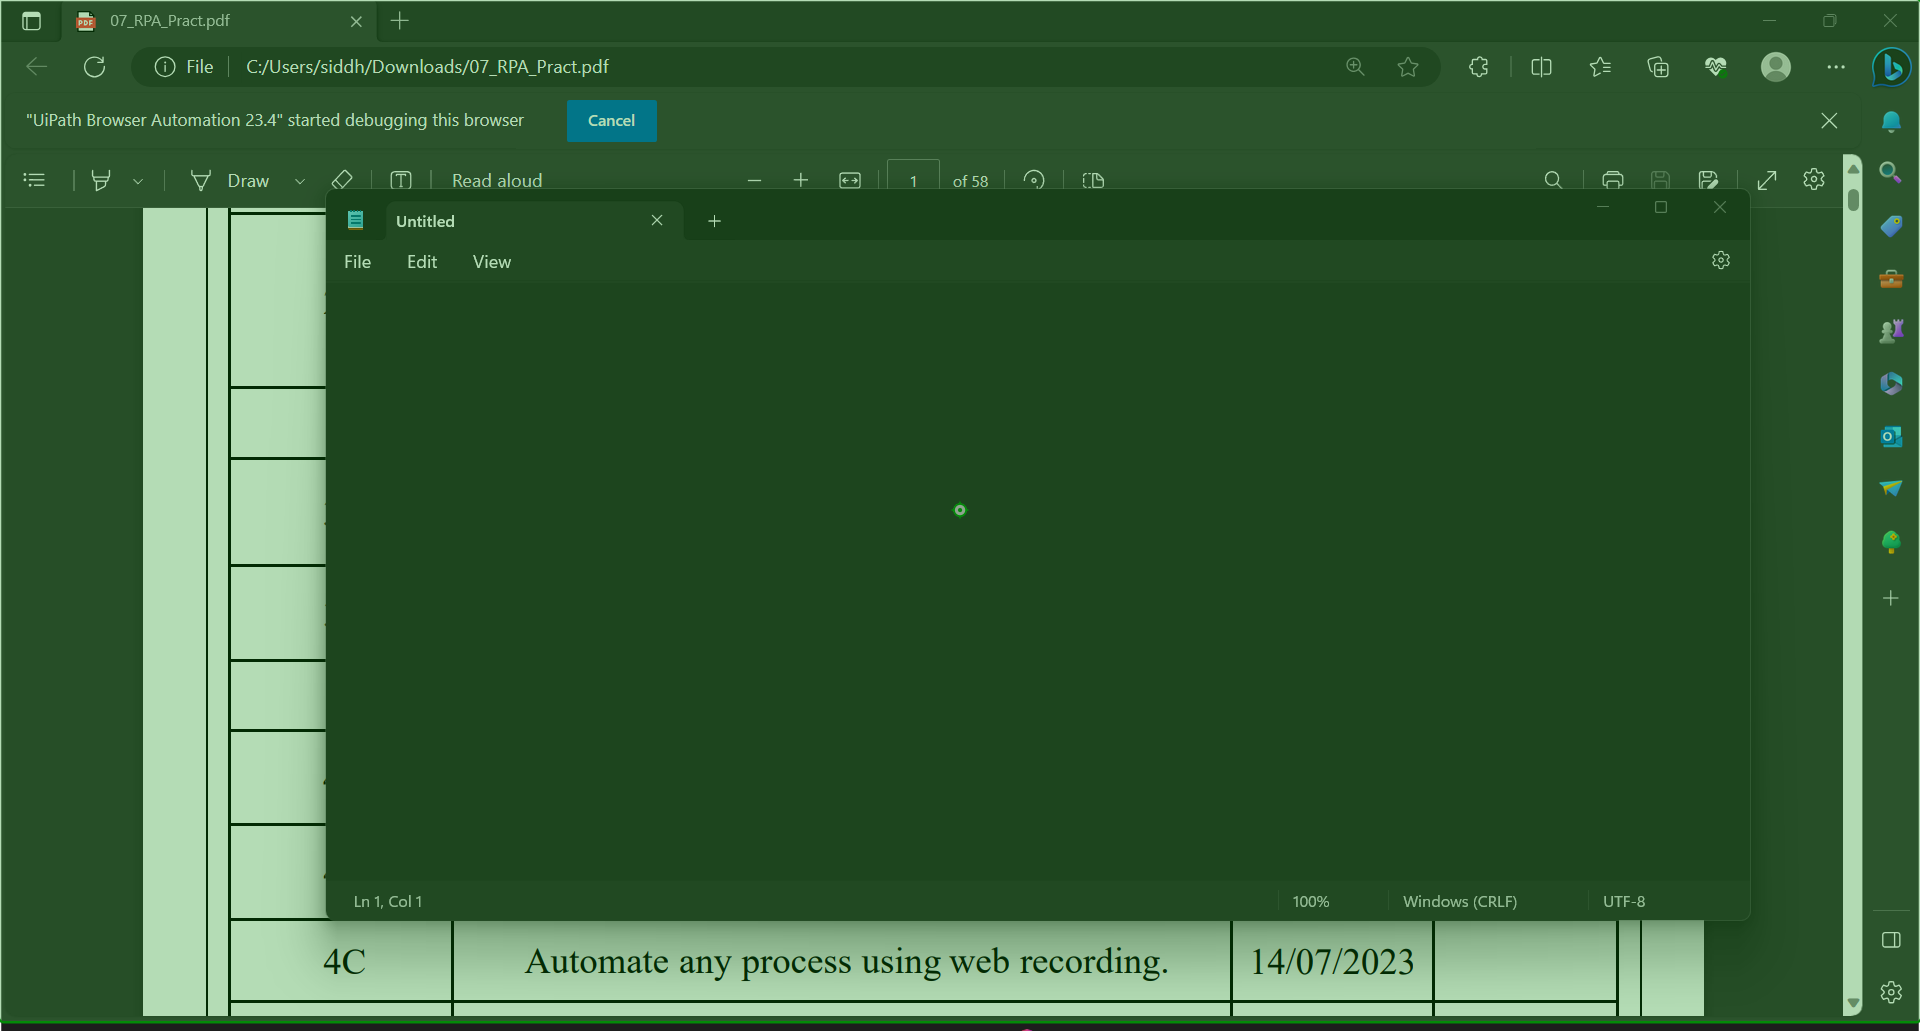 07_RPA_Pract.pdf
File C:/Users/siddh/Downloads/07_RPA_Pract.pdf
"UiPath Browser Automation 23.4" started debugging this browser Cancel
Draw Read aloud 1 of 58
Untitled
File Edit View
Ln 1, Col 1 100% Windows (CRLF) UTF-8
4C Automate any process using web recording. 14/07/2023